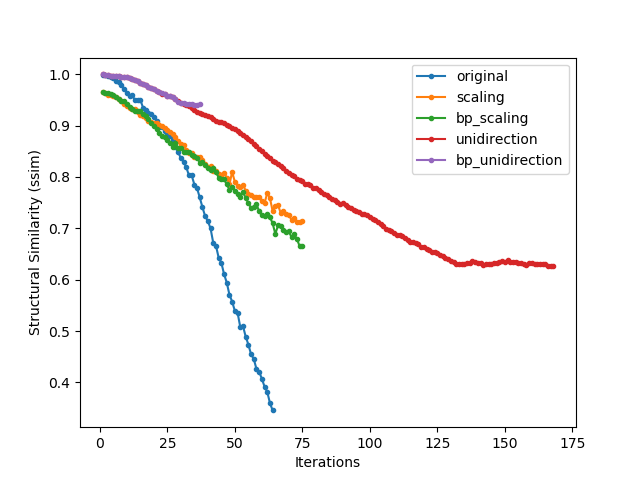 original
scaling
bp_scaling
unidirection
bp_unidirection
1.0
0.9
0.8
0.7
0.6
0.5
0.4
Structural Similarity (ssim)
0 25 50 75 100 125 150 175
Iterations